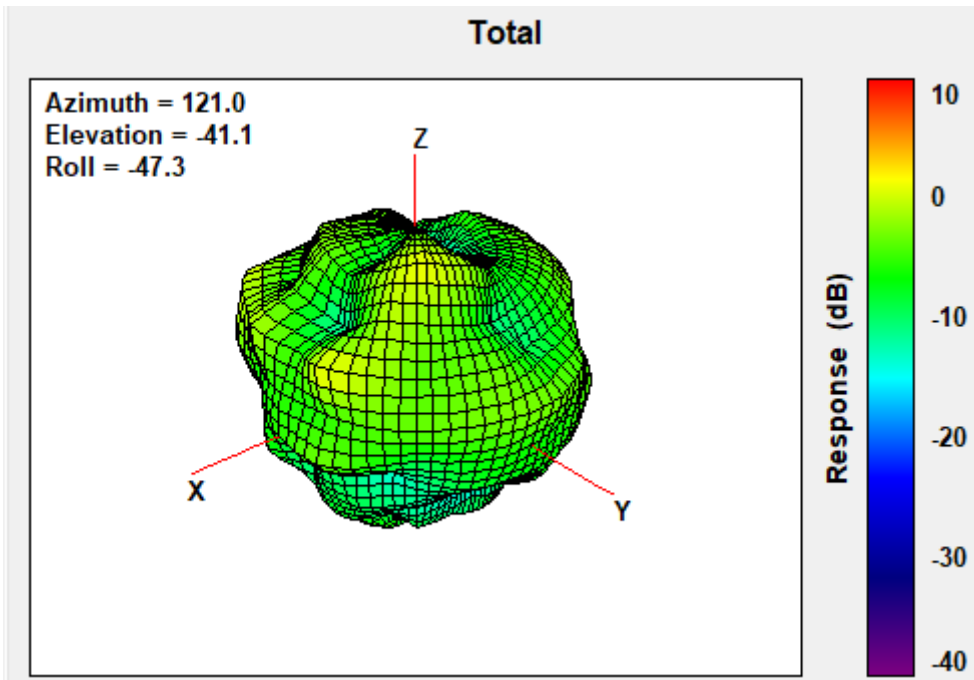 Total
Azimuth = 121.0
Elevation = -41.1
Roll = -47.3
Z
X
Y
10
0
-10
-20
-30
-40
Response (dB)